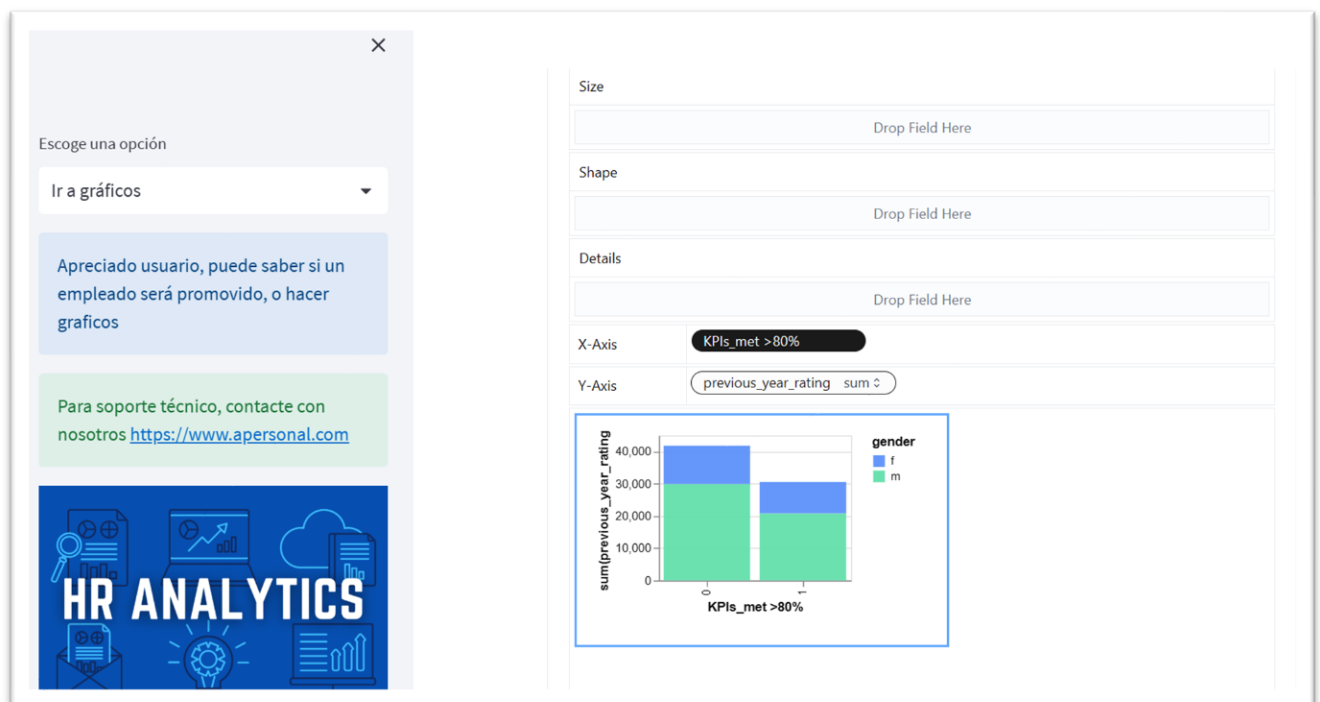 ×
Escoge una opción
Ir a gráficos
Apreciado usuario, puede saber si un
empleado será promovido, o hacer
graficos
Para soporte técnico, contacte con
nosotros https://www.apersonal.com
HR ANALYTICS
Size
Drop Field Here
Shape
Drop Field Here
Details
Drop Field Here
X-Axis
KPIs_met >80%
Y-Axis
previous_year_rating sum
sum(previous_year_rating
40,000
30,000
20,000
10,000
0
0
1
KPIs_met >80%
gender
f
m